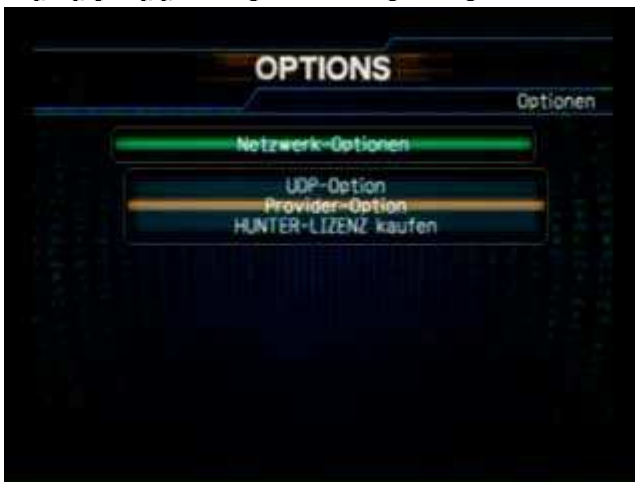 OPTIONS
Optionen
Netzwerk-Optionen
UDP-Option
Provider-Option
HUNTER-LIZENZ kaufen